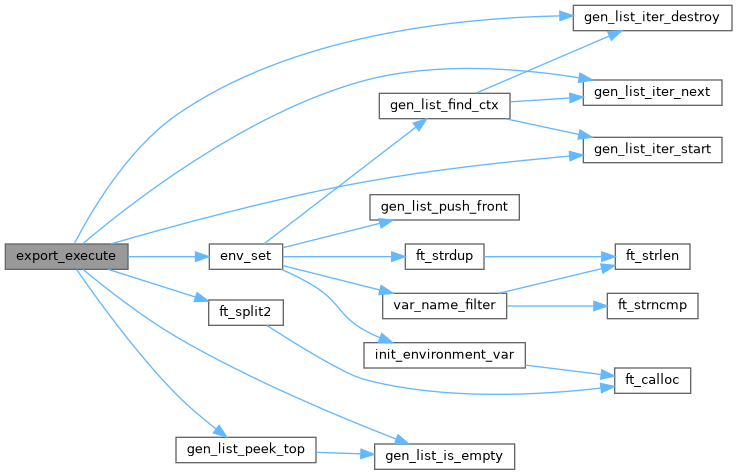 gen_list_iter_destroy
gen_list_iter_next
gen_list_find_ctx
gen_list_iter_start
gen_list_push_front
export_execute
env_set
ft_strdup
ft_strlen
var_name_filter
ft_strncmp
ft_split2
init_environment_var
ft_calloc
gen_list_peek_top
gen_list_is_empty